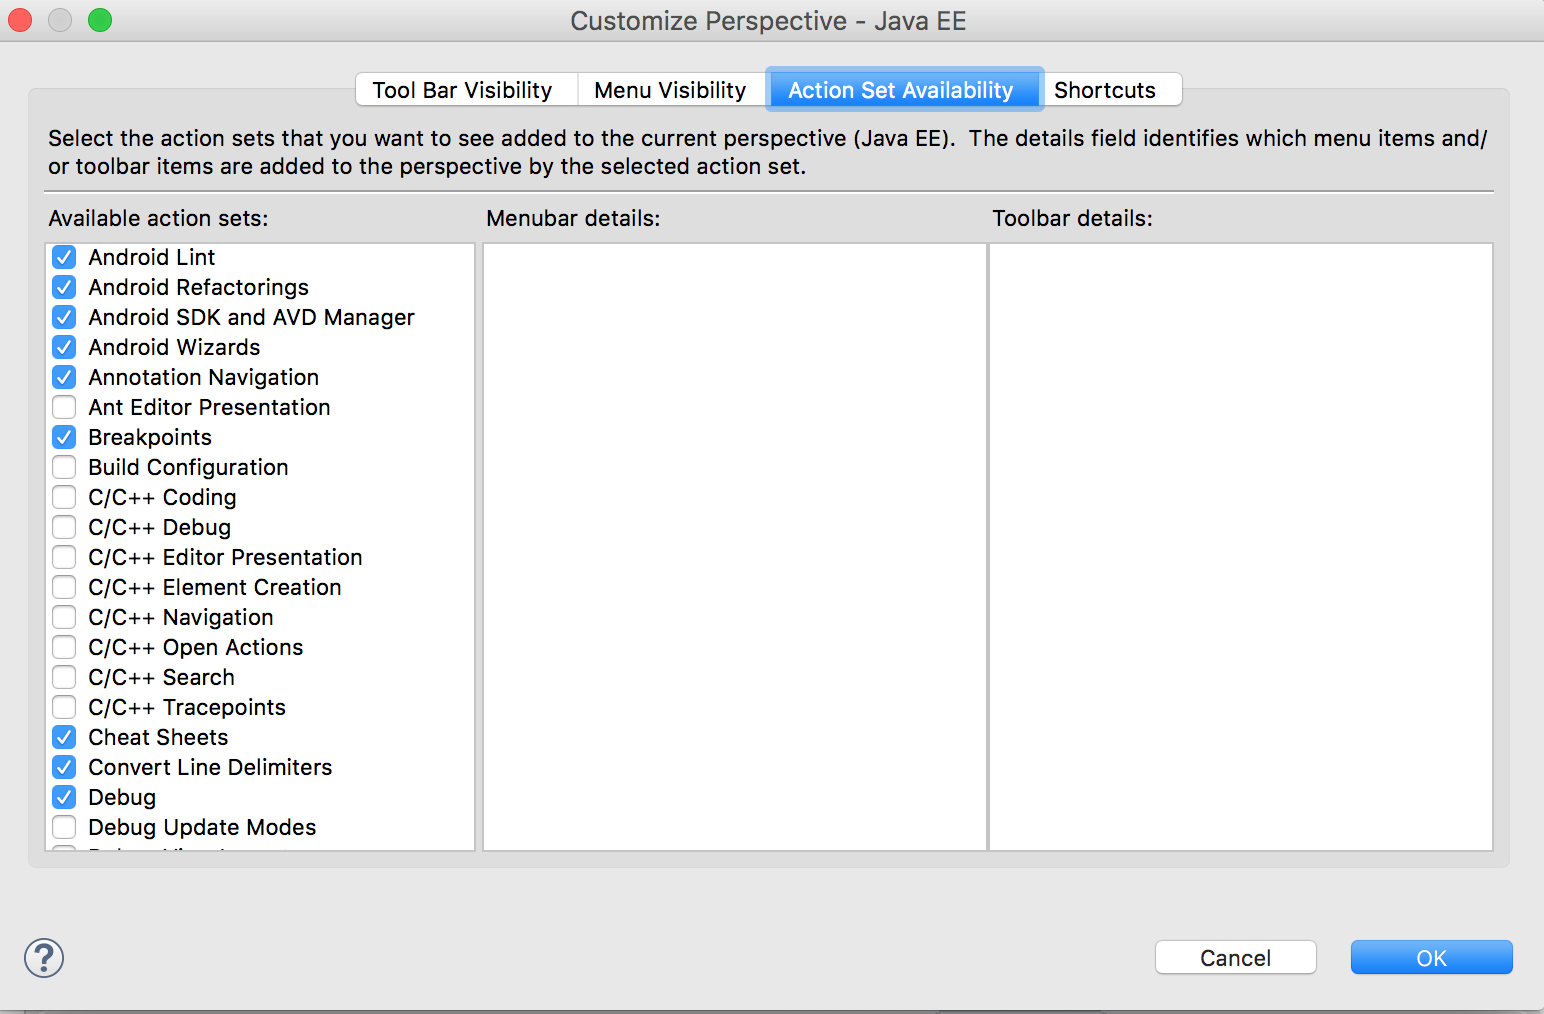 Customize Perspective - Java EE
Tool Bar Visibility
Menu Visibility
Action Set Availability
Shortcuts
Select the action sets that you want to see added to the current perspective (Java EE).  The details field identifies which menu items and/
or toolbar items are added to the perspective by the selected action set.
Available action sets:
Menubar details:
Toolbar details:
Android Lint
Android Refactorings
Android SDK and AVD Manager
Android Wizards
Annotation Navigation
Ant Editor Presentation
Breakpoints
Build Configuration
C/C++ Coding
C/C++ Debug
C/C++ Editor Presentation
C/C++ Element Creation
C/C++ Navigation
C/C++ Open Actions
C/C++ Search
C/C++ Tracepoints
Cheat Sheets
Convert Line Delimiters
Debug
Debug Update Modes
?
Cancel
OK